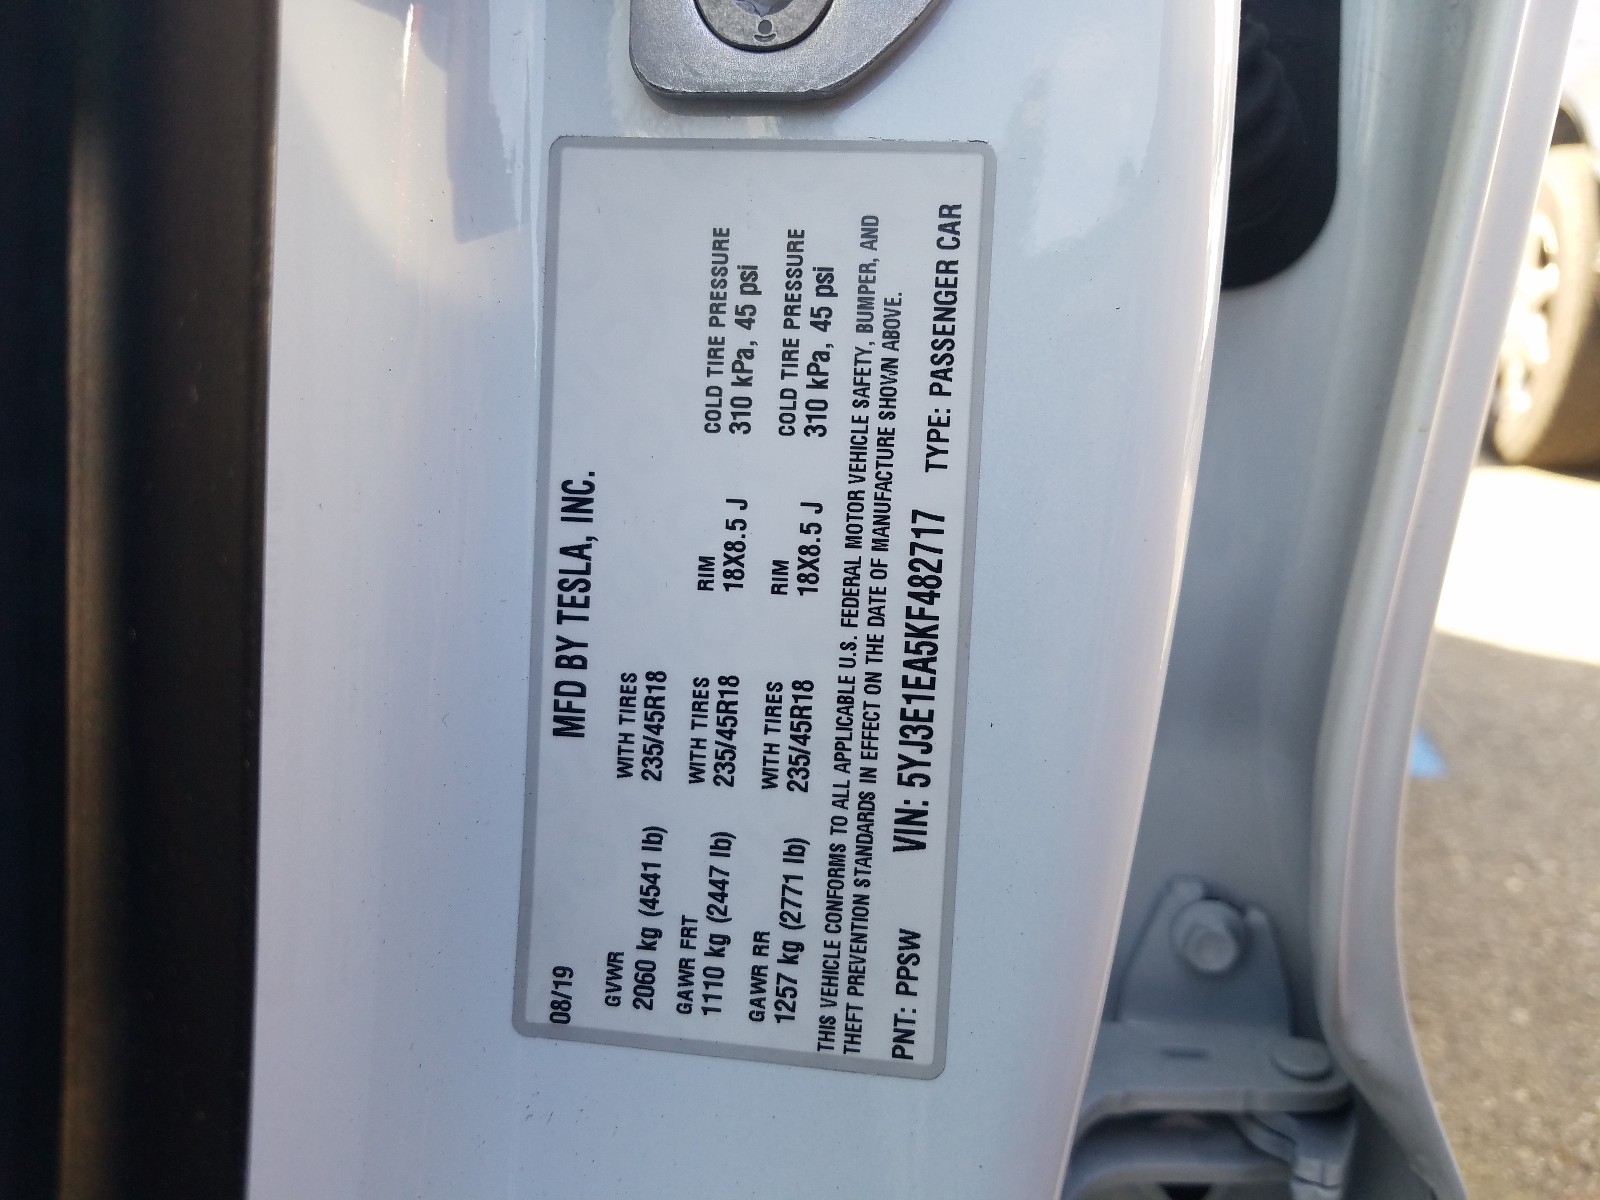 MFD BY TESLA, INC.
08/19
GVWR WITH TIRES
2060 kg (4541 lb) 235/45R18
GAWR FRT WITH TIRES RIM COLD TIRE PRESSURE
1110 kg (2447 lb) 235/45R18 18X8.5 J 310 kPa, 45 psi
GAWR RR WITH TIRES RIM COLD TIRE PRESSURE
1257 kg (2771 lb) 235/45R18 18X8.5 J 310 kPa, 45 psi
THIS VEHICLE CONFORMS TO ALL APPLICABLE U.S. FEDERAL MOTOR VEHICLE SAFETY, BUMPER, AND
THEFT PREVENTION STANDARDS IN EFFECT ON THE DATE OF MANUFACTURE SHOWN ABOVE.
PNT: PPSW VIN: 5YJ3E1EA5KF482717 TYPE: PASSENGER CAR